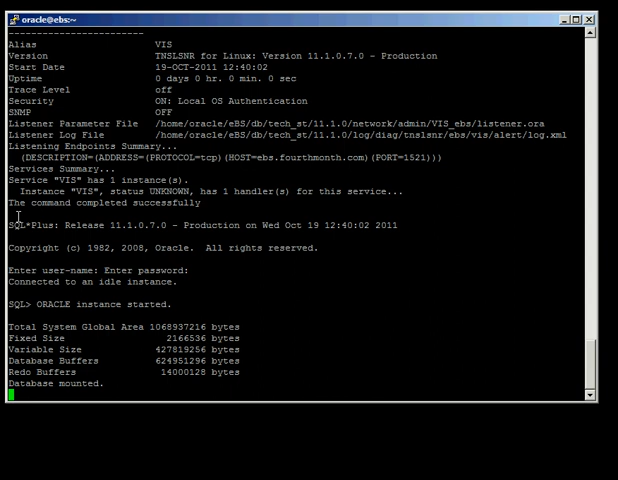 oracle@ebs:~
------------------------
Alias VIS
Version TNSLSNR for Linux: Version 11.1.0.7.0 - Production
Start Date 19-OCT-2011 12:40:02
Uptime 0 days 0 hr. 0 min. 0 sec
Trace Level off
Security ON: Local OS Authentication
SNMP OFF
Listener Parameter File /home/oracle/eBS/db/tech_st/11.1.0/network/admin/VIS_ebs/listener.ora
Listener Log File /home/oracle/eBS/db/tech_st/11.1.0/log/diag/tnslsnr/ebs/vis/alert/log.xml
Listening Endpoints Summary...
(DESCRIPTION=(ADDRESS=(PROTOCOL=tcp)(HOST=ebs.fourthmonth.com)(PORT=1521)))
Services Summary...
Service "VIS" has 1 instance(s).
Instance "VIS", status UNKNOWN, has 1 handler(s) for this service...
The command completed successfully
SQL*Plus: Release 11.1.0.7.0 - Production on Wed Oct 19 12:40:02 2011
Copyright (c) 1982, 2008, Oracle. All rights reserved.
Enter user-name: Enter password:
Connected to an idle instance.
SQL> ORACLE instance started.
Total System Global Area 1068937216 bytes
Fixed Size 2166536 bytes
Variable Size 427819256 bytes
Database Buffers 624951296 bytes
Redo Buffers 14000128 bytes
Database mounted.